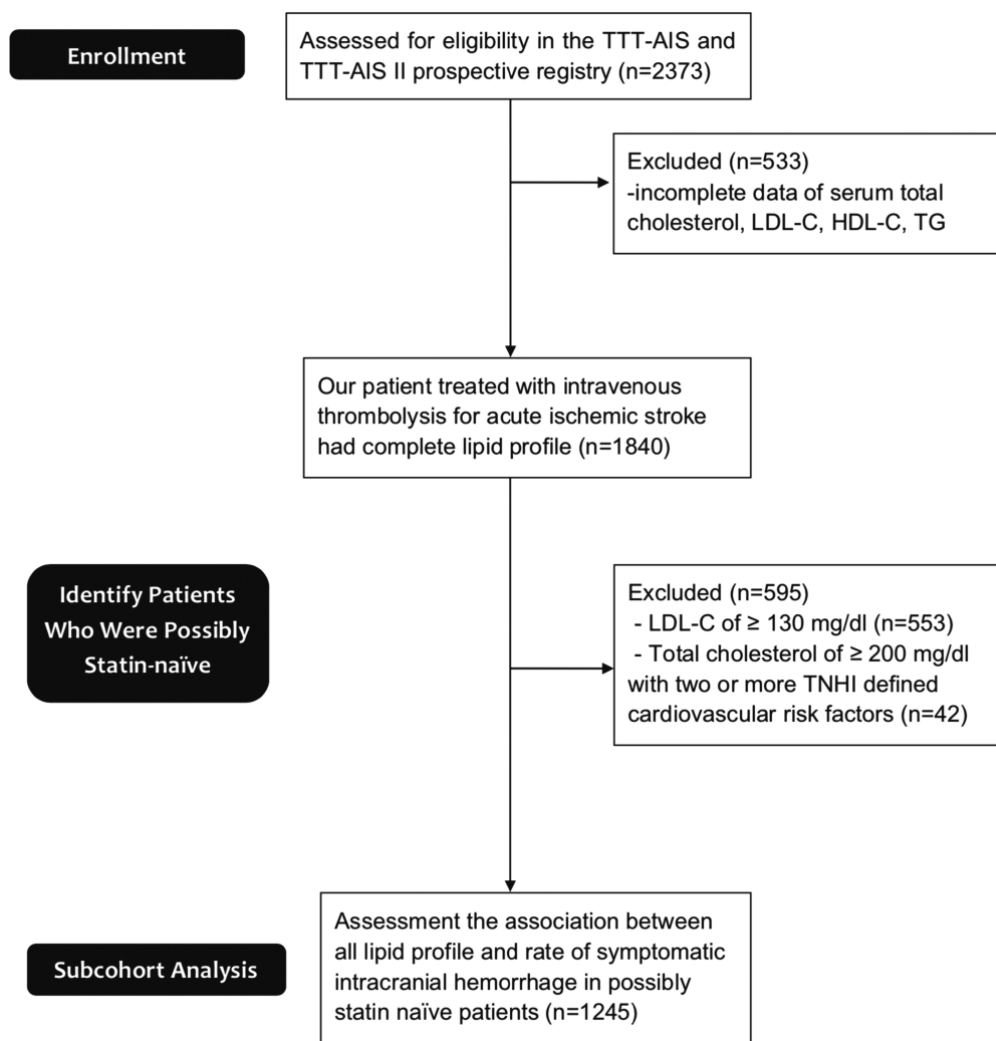 Enrollment
Assessed for eligibility in the TTT-AIS and
TTT-AIS II prospective registry (n=2373)
Excluded (n=533)
-incomplete data of serum total
cholesterol, LDL-C, HDL-C, TG
Our patient treated with intravenous
thrombolysis for acute ischemic stroke
had complete lipid profile (n=1840)
Identify Patients
Who Were Possibly
Statin-naïve
Excluded (n=595)
- LDL-C of ≥ 130 mg/dl (n=553)
- Total cholesterol of ≥ 200 mg/dl
with two or more TNHI defined
cardiovascular risk factors (n=42)
Subcohort Analysis
Assessment the association between
all lipid profile and rate of symptomatic
intracranial hemorrhage in possibly
statin naïve patients (n=1245)